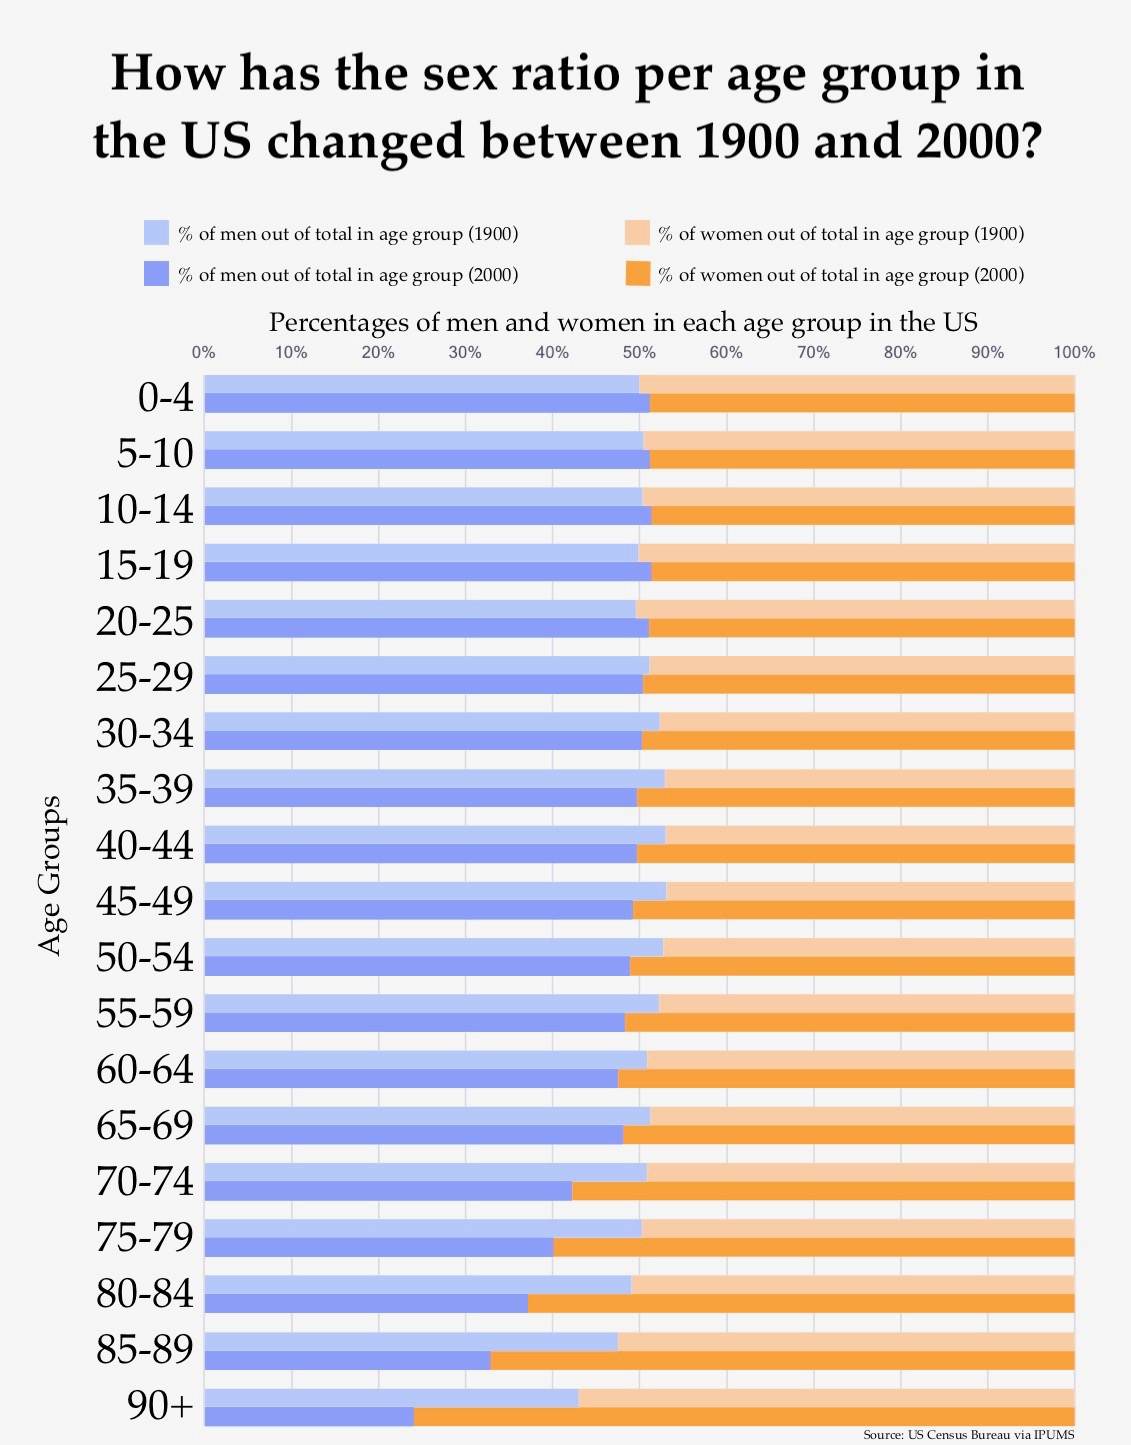 How has the sex ratio per age group in
the US changed between 1900 and 2000?
% of men out of total in age group (1900)
% of women out of total in age group (1900)
% of men out of total in age group (2000)
% of women out of total in age group (2000)
Percentages of men and women in each age group in the US
0% 10% 20% 30% 40% 50% 60% 70% 80% 90% 100%
Age Groups
0-4
5-10
10-14
15-19
20-25
25-29
30-34
35-39
40-44
45-49
50-54
55-59
60-64
65-69
70-74
75-79
80-84
85-89
90+
Source: US Census Bureau via IPUMS